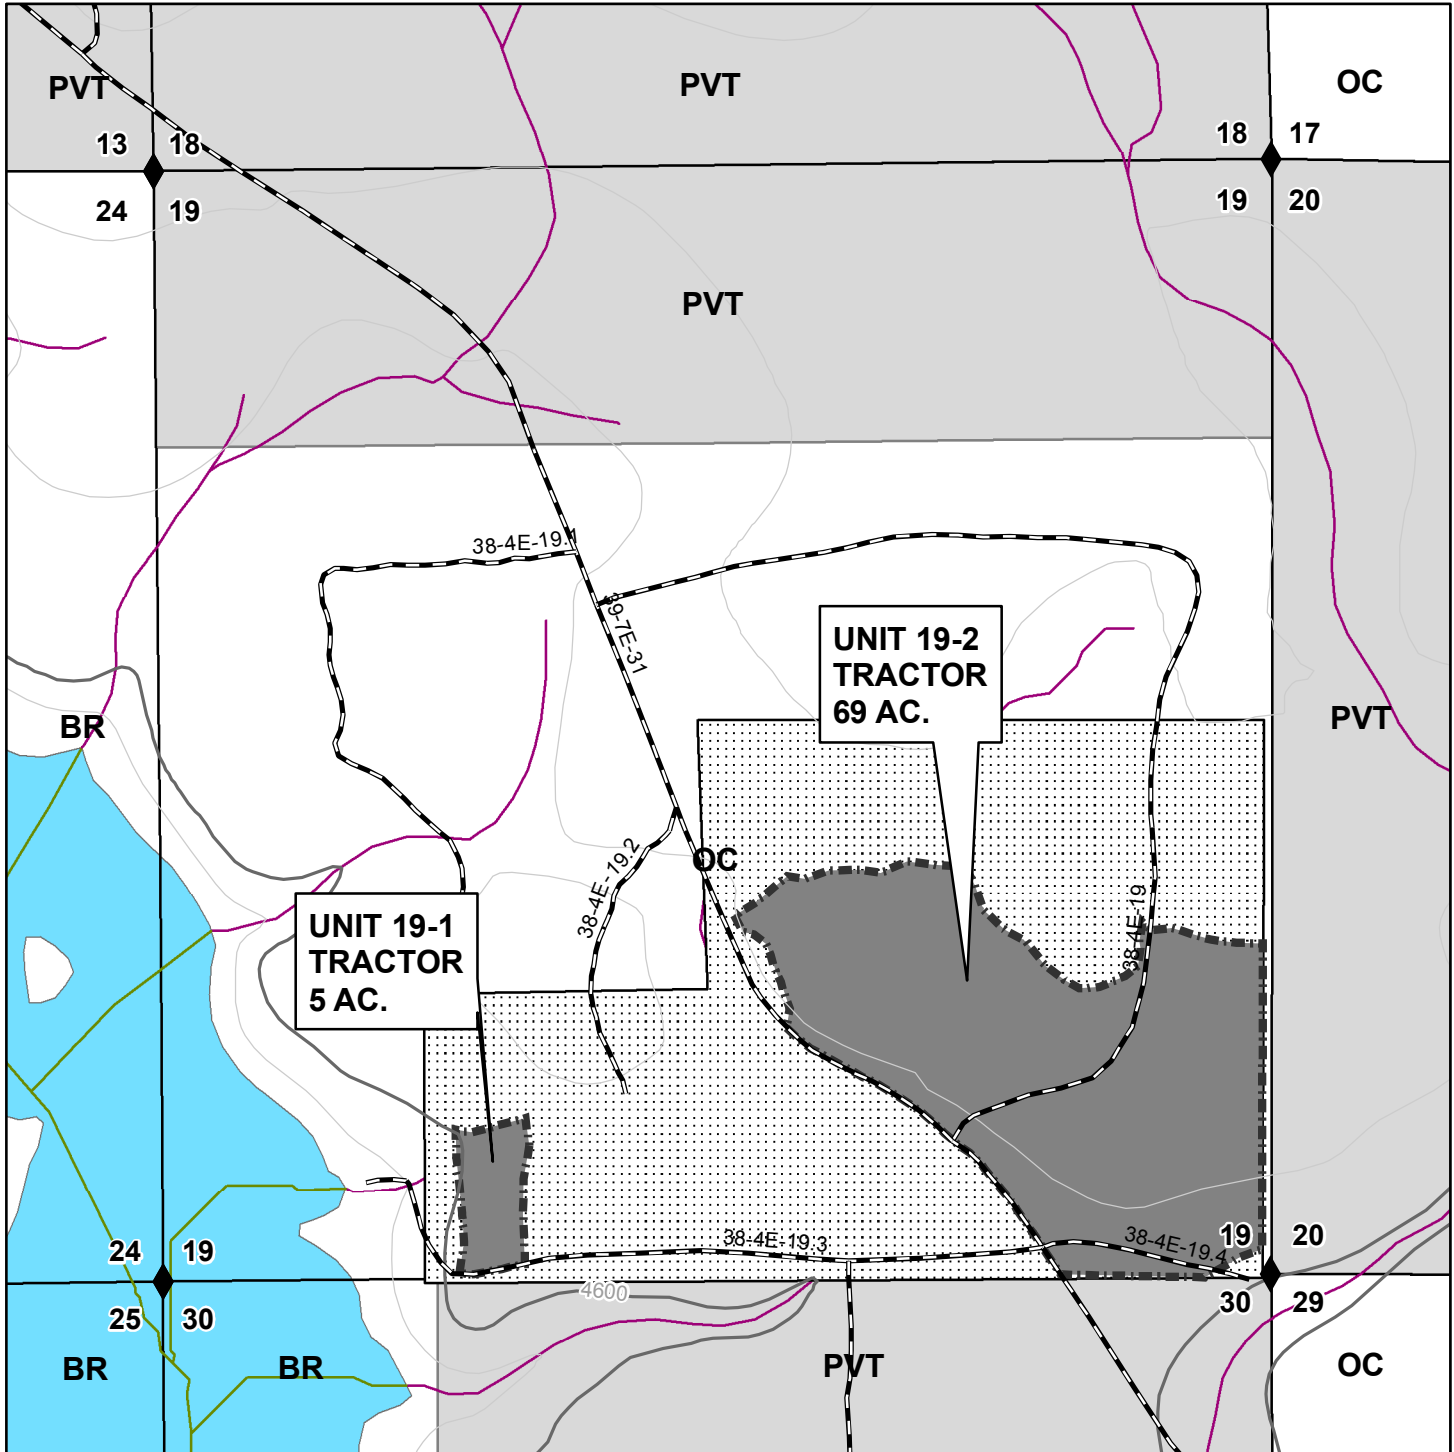 PVT
PVT
OC
13
18
18
17
24
19
19
20
PVT
38-4E-19.1
39-7E-31
UNIT 19-2
TRACTOR
69 AC.
BR
PVT
38-4E-19.2
OC
38-4E-19
UNIT 19-1
TRACTOR
5 AC.
24
19
38-4E-19.3
38-4E-19.4
19
20
25
30
4600
30
29
BR
BR
PVT
OC